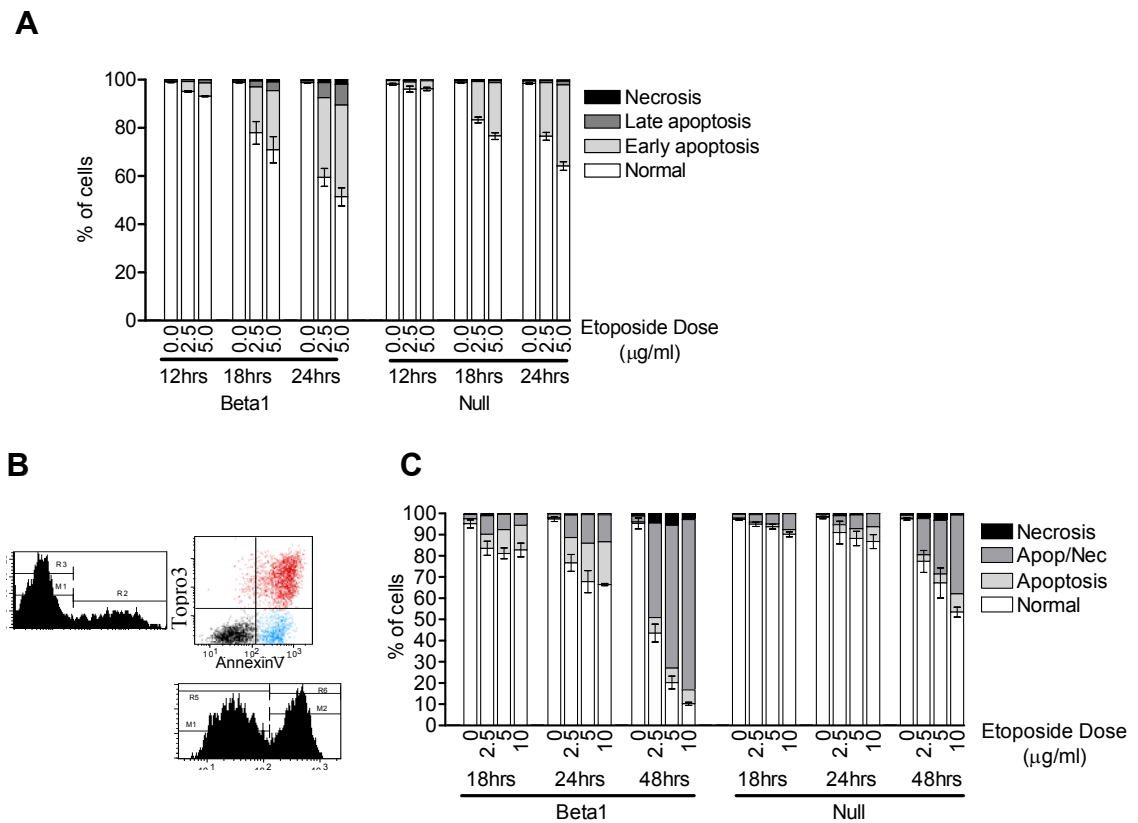 A
100
80
60
40
20
0
% of cells
Necrosis
Late apoptosis
Early apoptosis
Normal
0.0 2.5 5.0 0.0 2.5 5.0 0.0 2.5 5.0 0.0 2.5 5.0 0.0 2.5 5.0 0.0 2.5 5.0
Etoposide Dose
(µg/ml)
12hrs 18hrs 24hrs 12hrs 18hrs 24hrs
Beta1 Null
B
R3
M1
R2
Topro3
10¹ 10² 10³
AnnexinV
R5 R6
M1 M2
C
100
90
80
70
60
50
40
30
20
10
0
% of cells
Necrosis
Apop/Nec
Apoptosis
Normal
0 2.5 5 10 0 2.5 5 10 0 2.5 5 10 0 2.5 5 10 0 2.5 5 10 0 2.5 5 10
Etoposide Dose
(µg/ml)
18hrs 24hrs 48hrs 18hrs 24hrs 48hrs
Beta1 Null